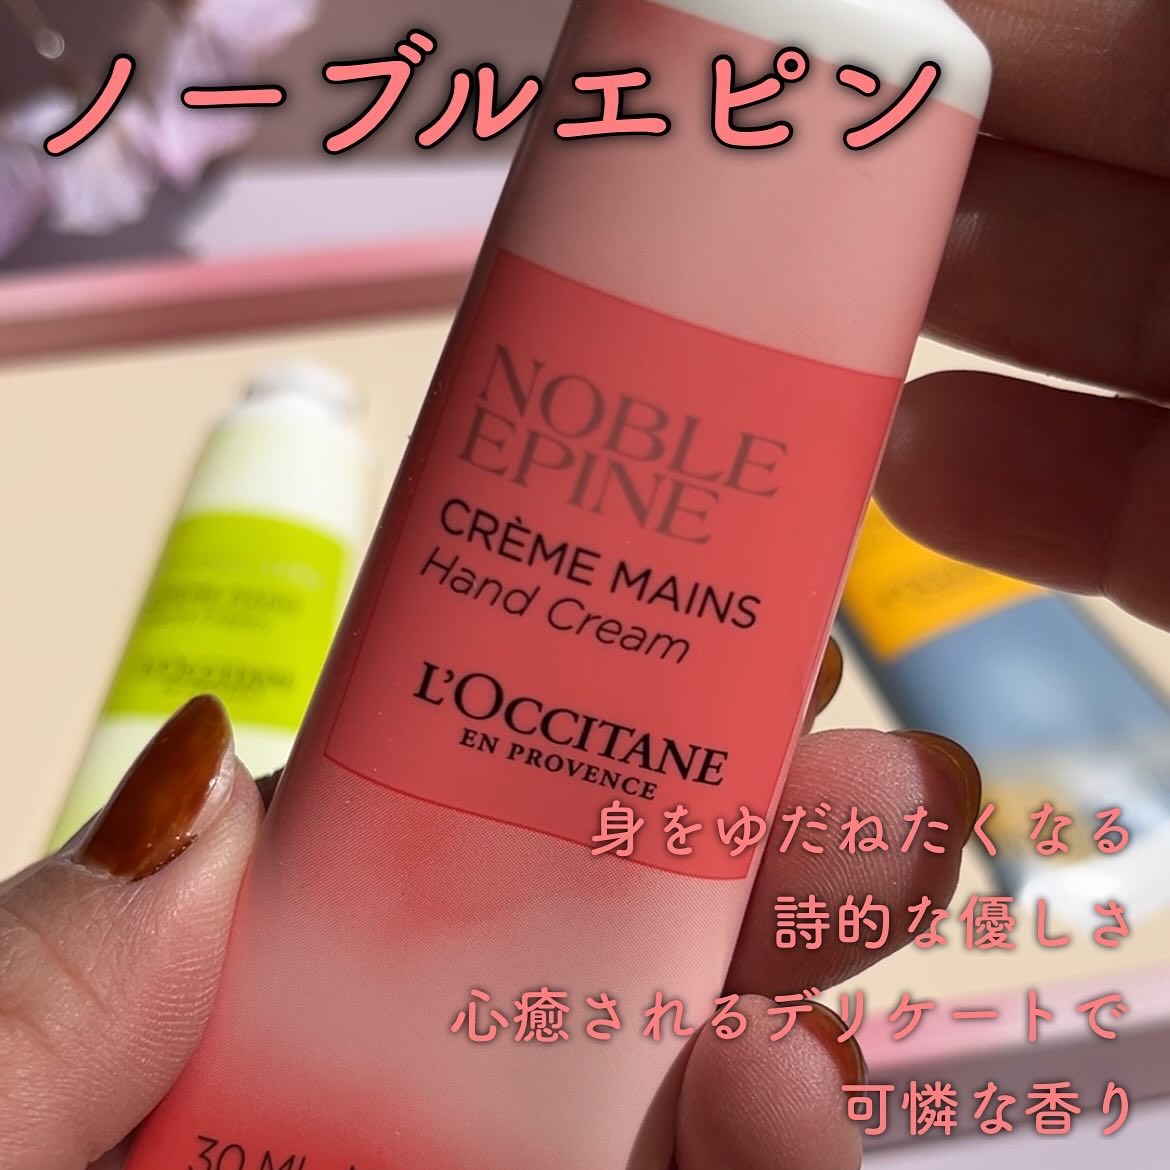 ノーブルエピン
NOBLE
EPINE
CRÈME MAINS
Hand Cream
L'OCCITANE
EN PROVENCE
身をゆだねたくなる
詩的な優しさ
心癒されるデリケートで
可憐な香り
30 ML